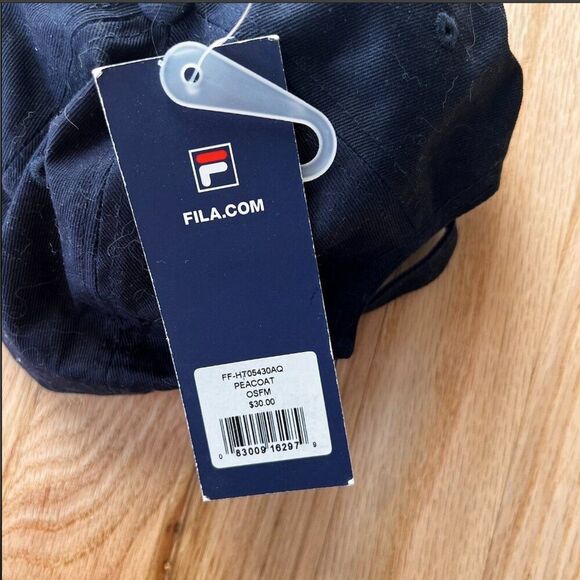 F
FILA.COM
FF-HT05430AQ
PEACOAT
OSFM
$30.00
0 83009 16297 9